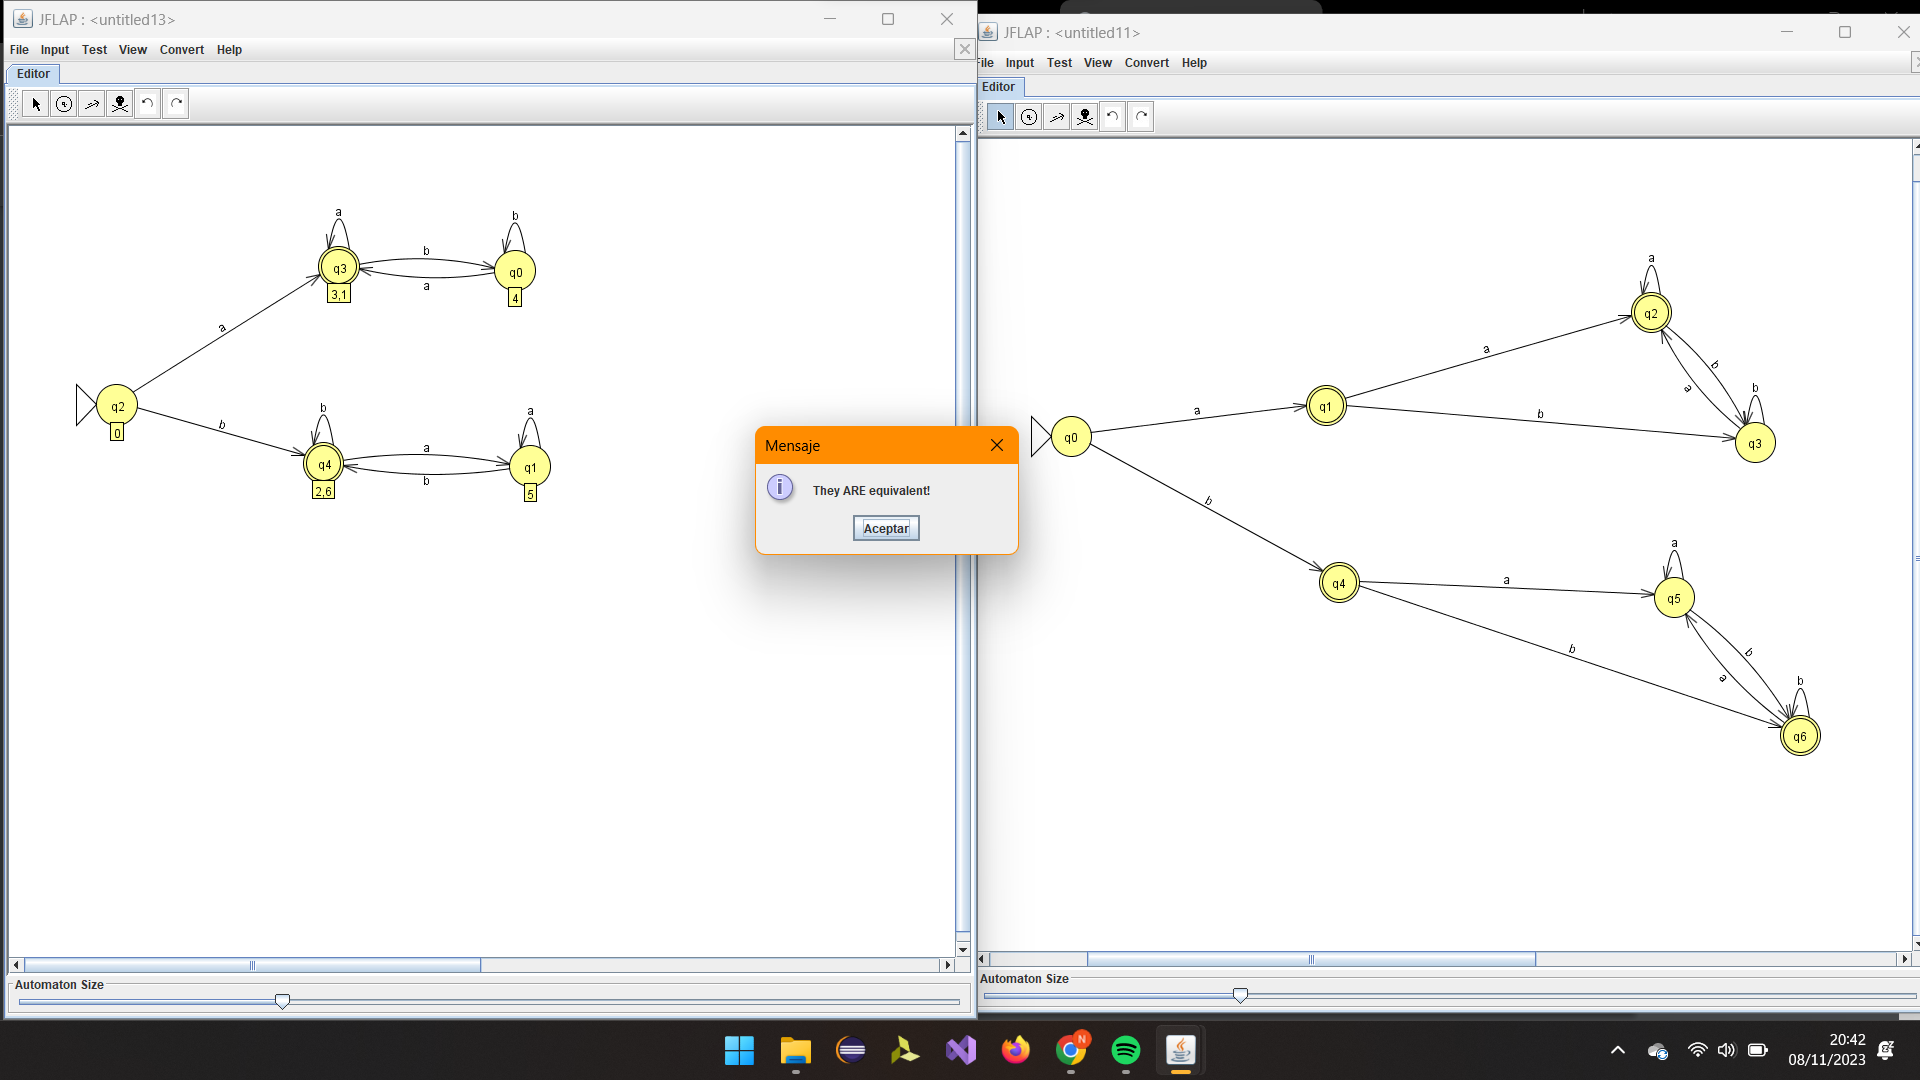 JFLAP : <untitled13>
File Input Test View Convert Help
Editor
a
b
q3
b
q0
3,1
a
4
a
q2
0
b
b
a
q4
a
q1
2,6
b
5
Automaton Size
JFLAP : <untitled11>
File Input Test View Convert Help
Editor
a
q2
a
b
a
b
a
q1
b
q0
q3
b
a
q4
a
q5
b
b
a
b
q6
Automaton Size
Mensaje
They ARE equivalent!
Aceptar
N
20:42
08/11/2023